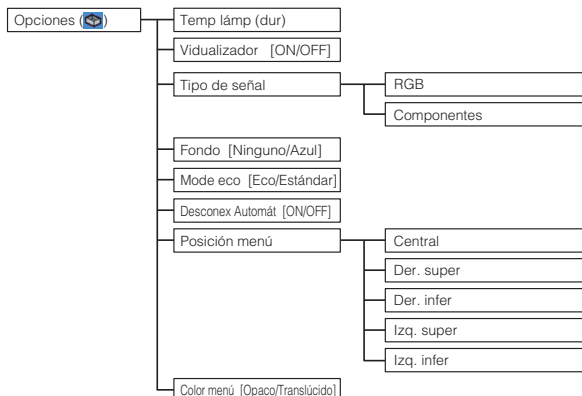 Opciones ( )
Temp lámp (dur)
Vidualizador [ON/OFF]
Tipo de señal
RGB
Componentes
Fondo [Ninguno/Azul]
Mode eco [Eco/Estándar]
Desconex Automát [ON/OFF]
Posición menú
Central
Der. super
Der. infer
Izq. super
Izq. infer
Color menú [Opaco/Translúcido]